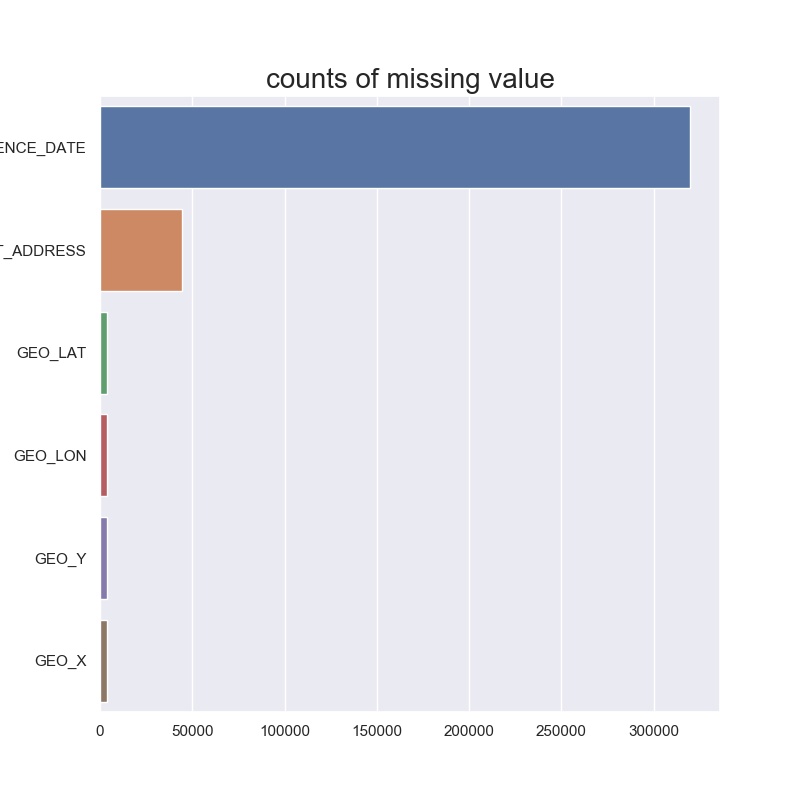 counts of missing value
ENCE_DATE
T_ADDRESS
GEO_LAT
GEO_LON
GEO_Y
GEO_X
0 50000 100000 150000 200000 250000 300000